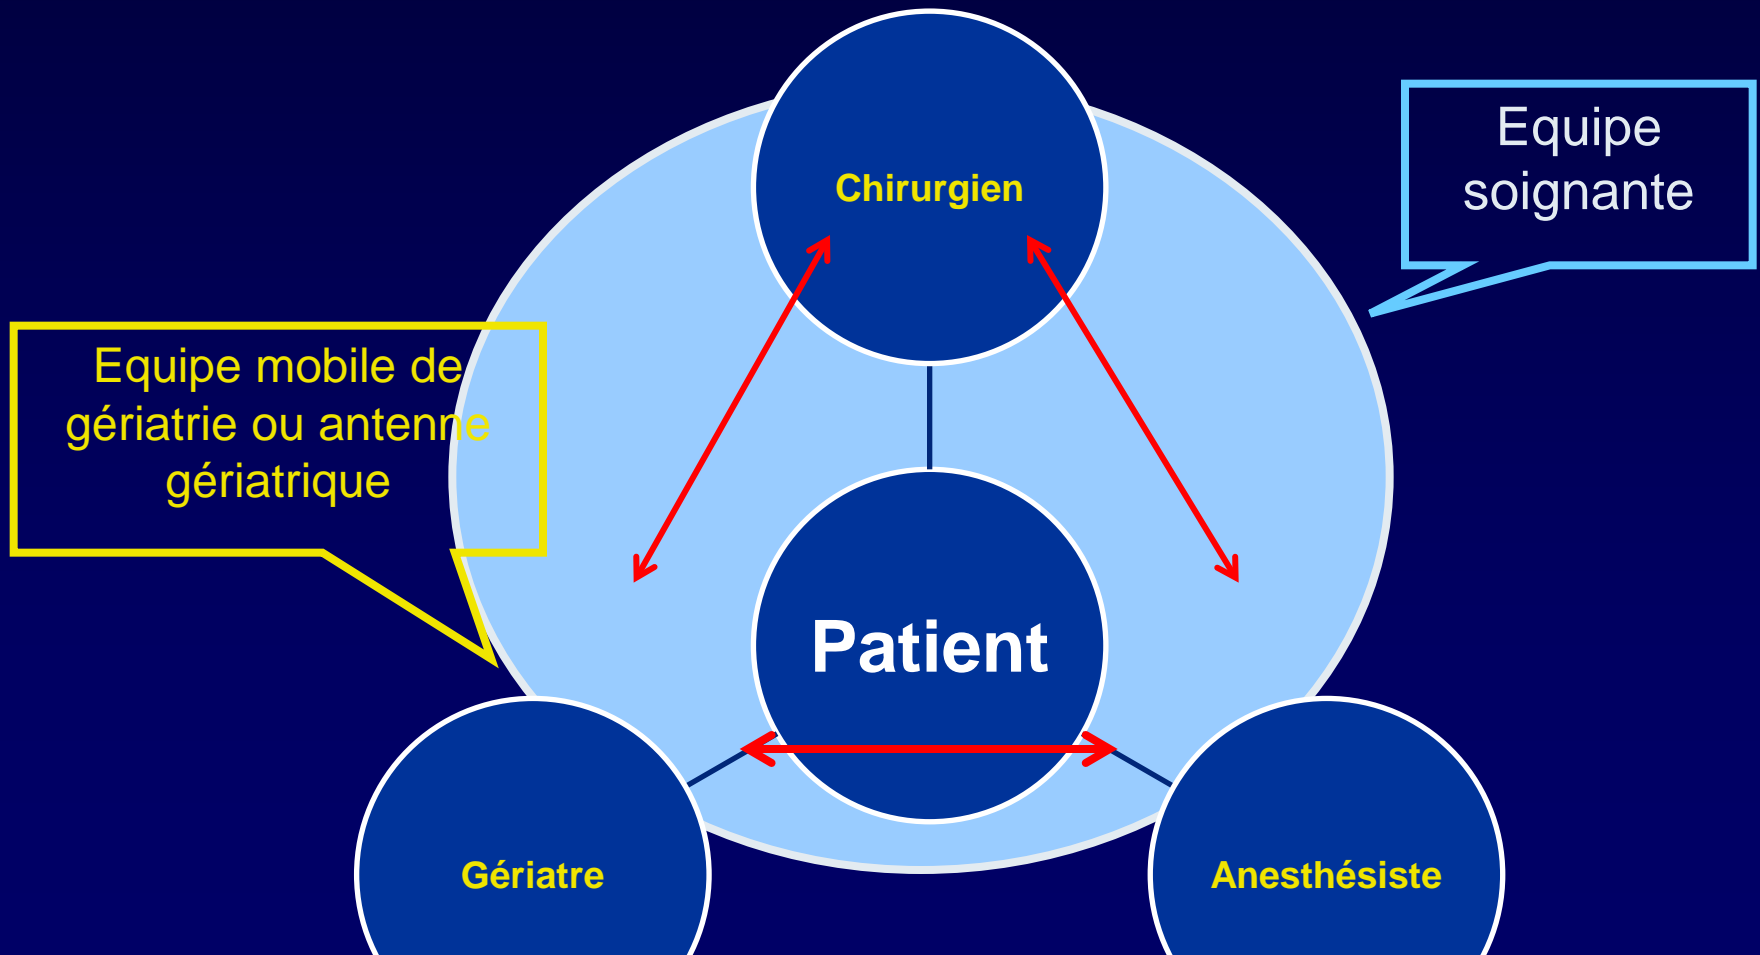 Chirurgien
Equipe
soignante
Equipe mobile de
gériatrie ou antenne
gériatrique
Patient
Gériatre
Anesthésiste